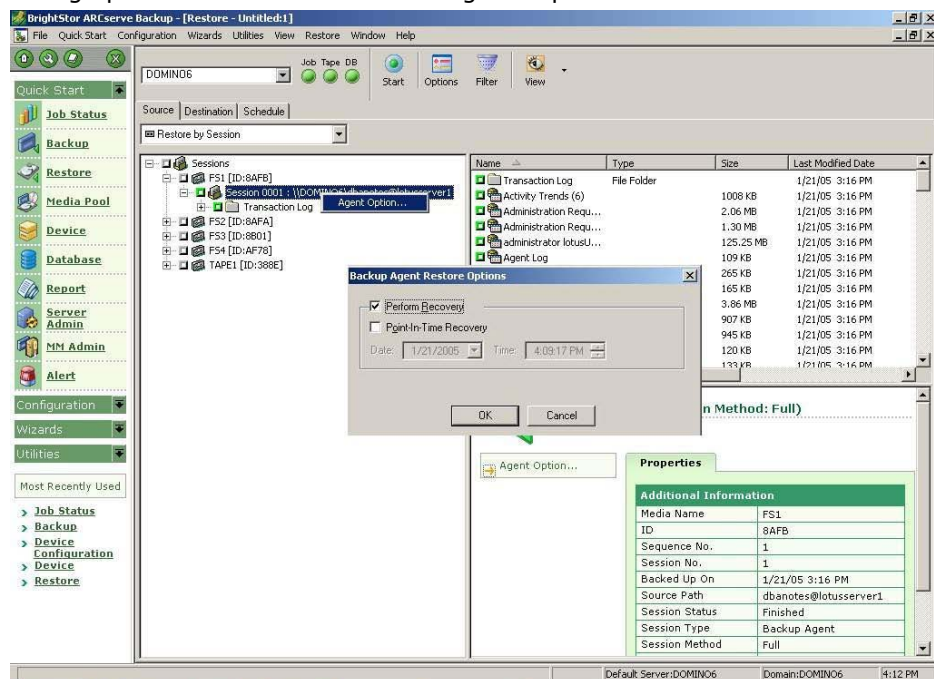 BrightStor ARCserve Backup - [Restore - Untitled:1]
File Quick Start Configuration Wizards Utilities View Restore Window Help
DOMINO6
Job Tape DB
Start Options Filter View
Quick Start
Job Status
Backup
Restore
Media Pool
Device
Database
Report
Server Admin
MM Admin
Alert
Configuration
Wizards
Utilities
Most Recently Used
Job Status
Backup
Device Configuration
Device
Restore
Source Destination Schedule
Restore by Session
Sessions
FS1 [ID:8AFB]
Session 0001 : \\DOMINO6\dbanotes@lotusserver1
Transaction Log
Agent Option...
FS2 [ID:8AFA]
FS3 [ID:8B01]
FS4 [ID:AF78]
TAPE1 [ID:388E]
Name Type Size Last Modified Date
Transaction Log File Folder 1/21/05 3:16 PM
Activity Trends (6) 1008 KB 1/21/05 3:16 PM
Administration Requ... 2.06 MB 1/21/05 3:16 PM
Administration Requ... 1.30 MB 1/21/05 3:16 PM
administrator lotusU... 125.25 MB 1/21/05 3:16 PM
Agent Log 109 KB 1/21/05 3:16 PM
265 KB 1/21/05 3:16 PM
165 KB 1/21/05 3:16 PM
3.86 MB 1/21/05 3:16 PM
907 KB 1/21/05 3:16 PM
945 KB 1/21/05 3:16 PM
120 KB 1/21/05 3:16 PM
133 KB 1/21/05 3:16 PM
Backup Agent Restore Options
Perform Recovery
Point-In-Time Recovery
Date: 1/21/2005 Time: 4:09:17 PM
OK Cancel
n Method: Full)
Agent Option...
Properties
Additional Information
Media Name FS1
ID 8AFB
Sequence No. 1
Session No. 1
Backed Up On 1/21/05 3:16 PM
Source Path dbanotes@lotusserver1
Session Status Finished
Session Type Backup Agent
Session Method Full
Default Server:DOMINO6 Domain:DOMINO6 4:12 PM